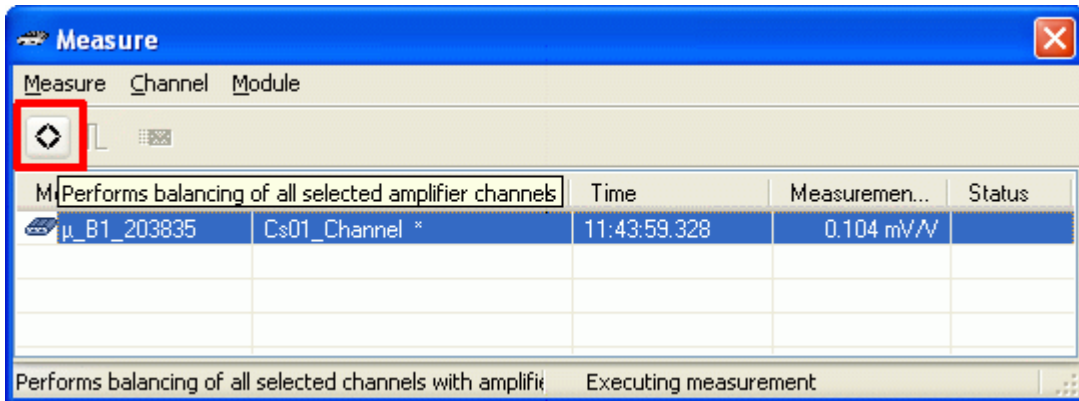 Measure
Measure Channel Module
Performs balancing of all selected amplifier channels Time Measuremen... Status
μ_B1_203835 Cs01_Channel * 11:43:59.328 0.104 mV/V
Performs balancing of all selected channels with amplifi Executing measurement